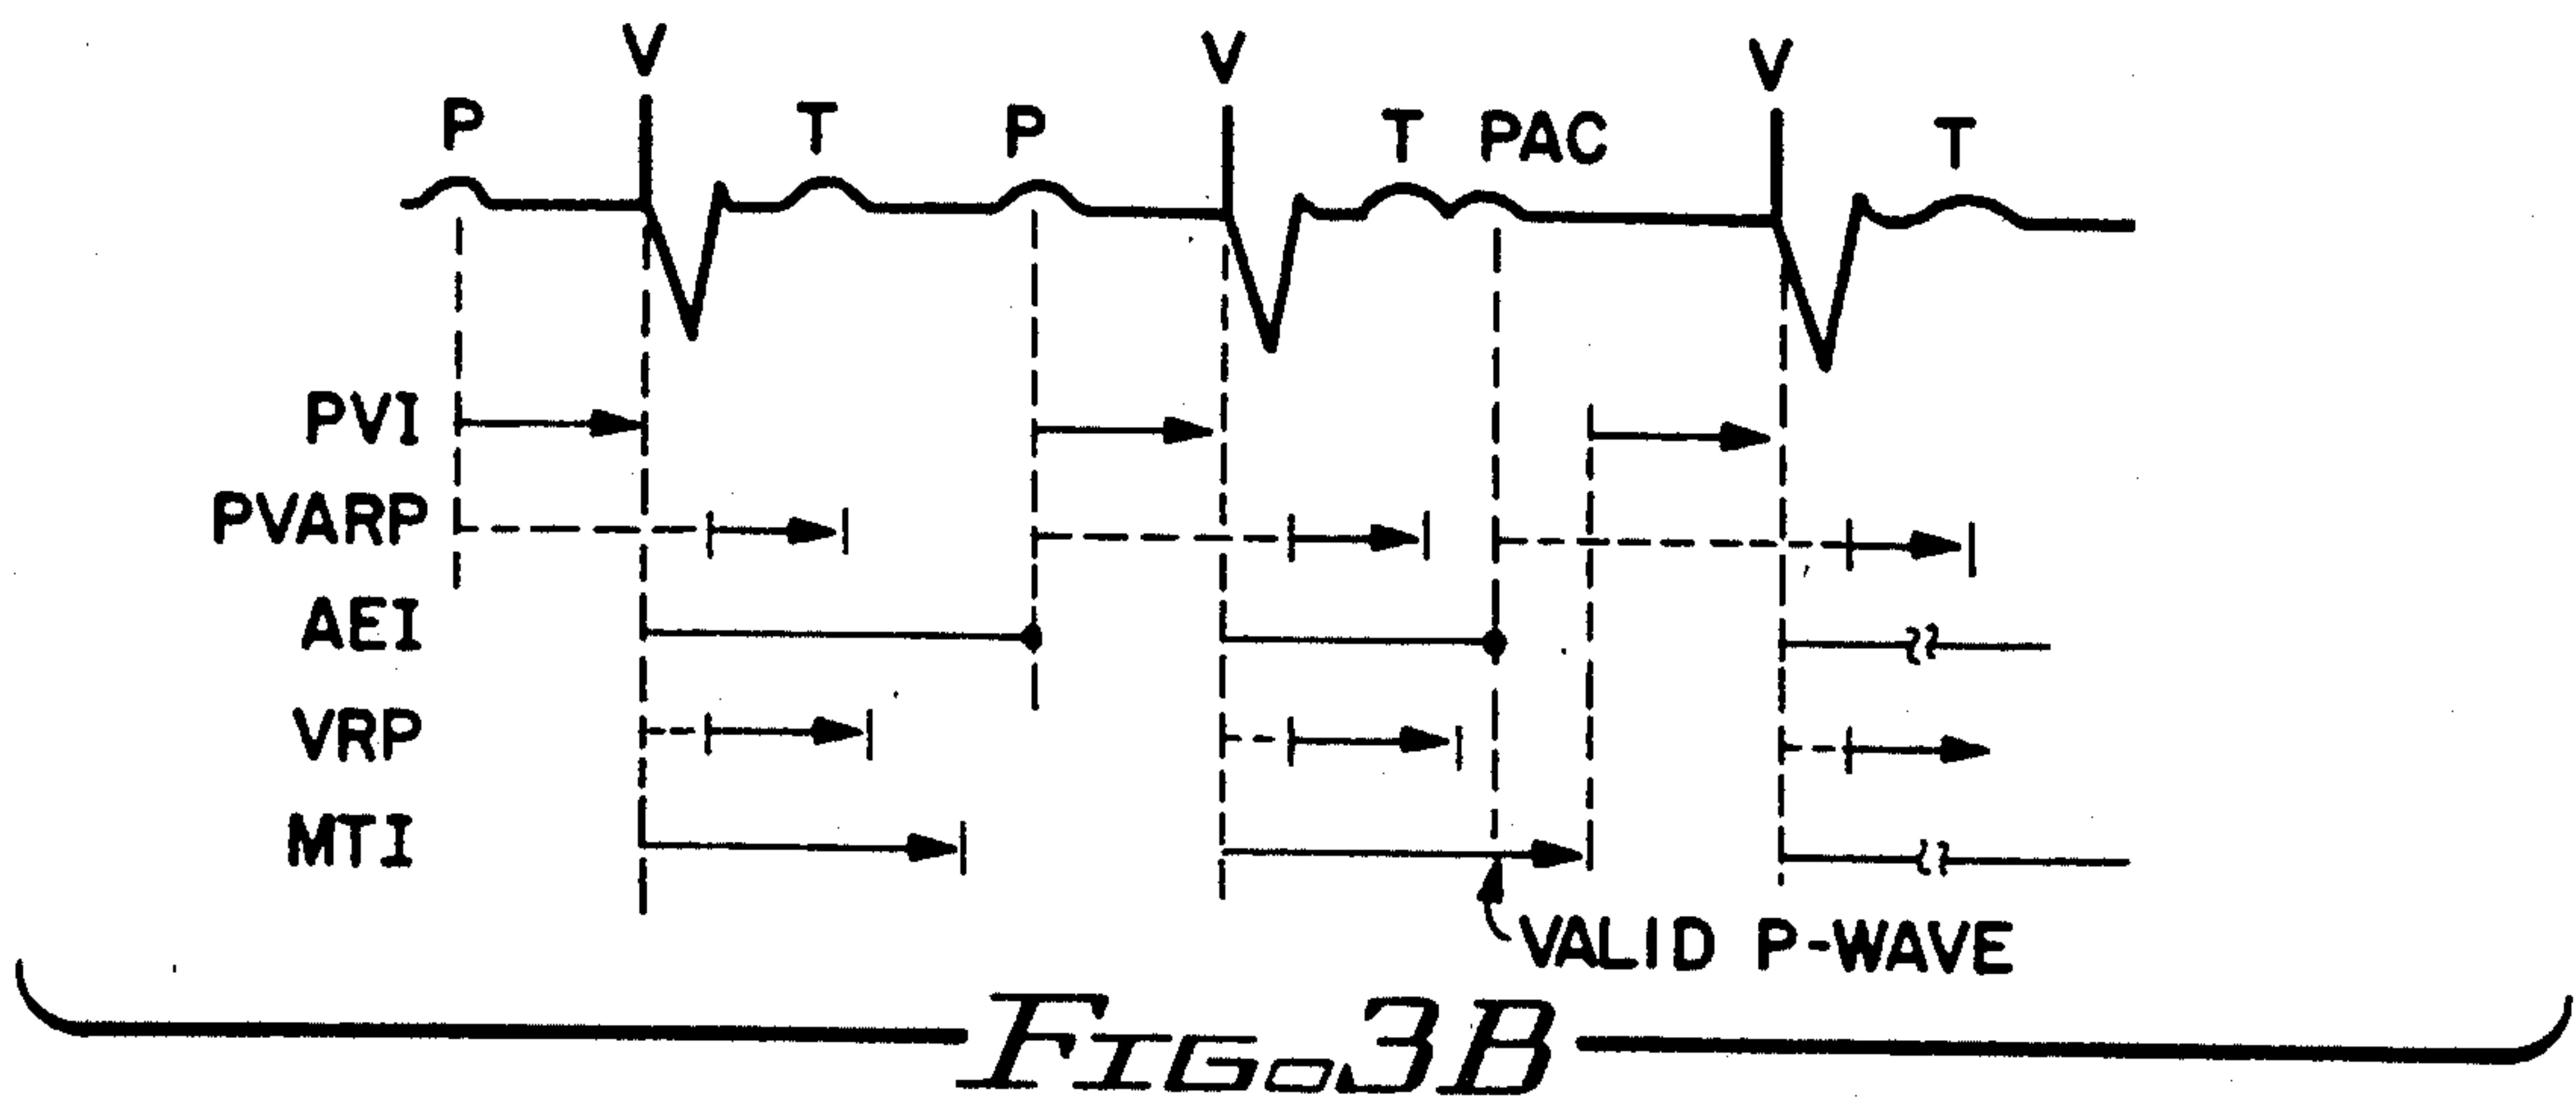 V V V
P T P T PAC T
PVI
PVARP
AEI
VRP
MTI
VALID P-WAVE
FIG. 3B